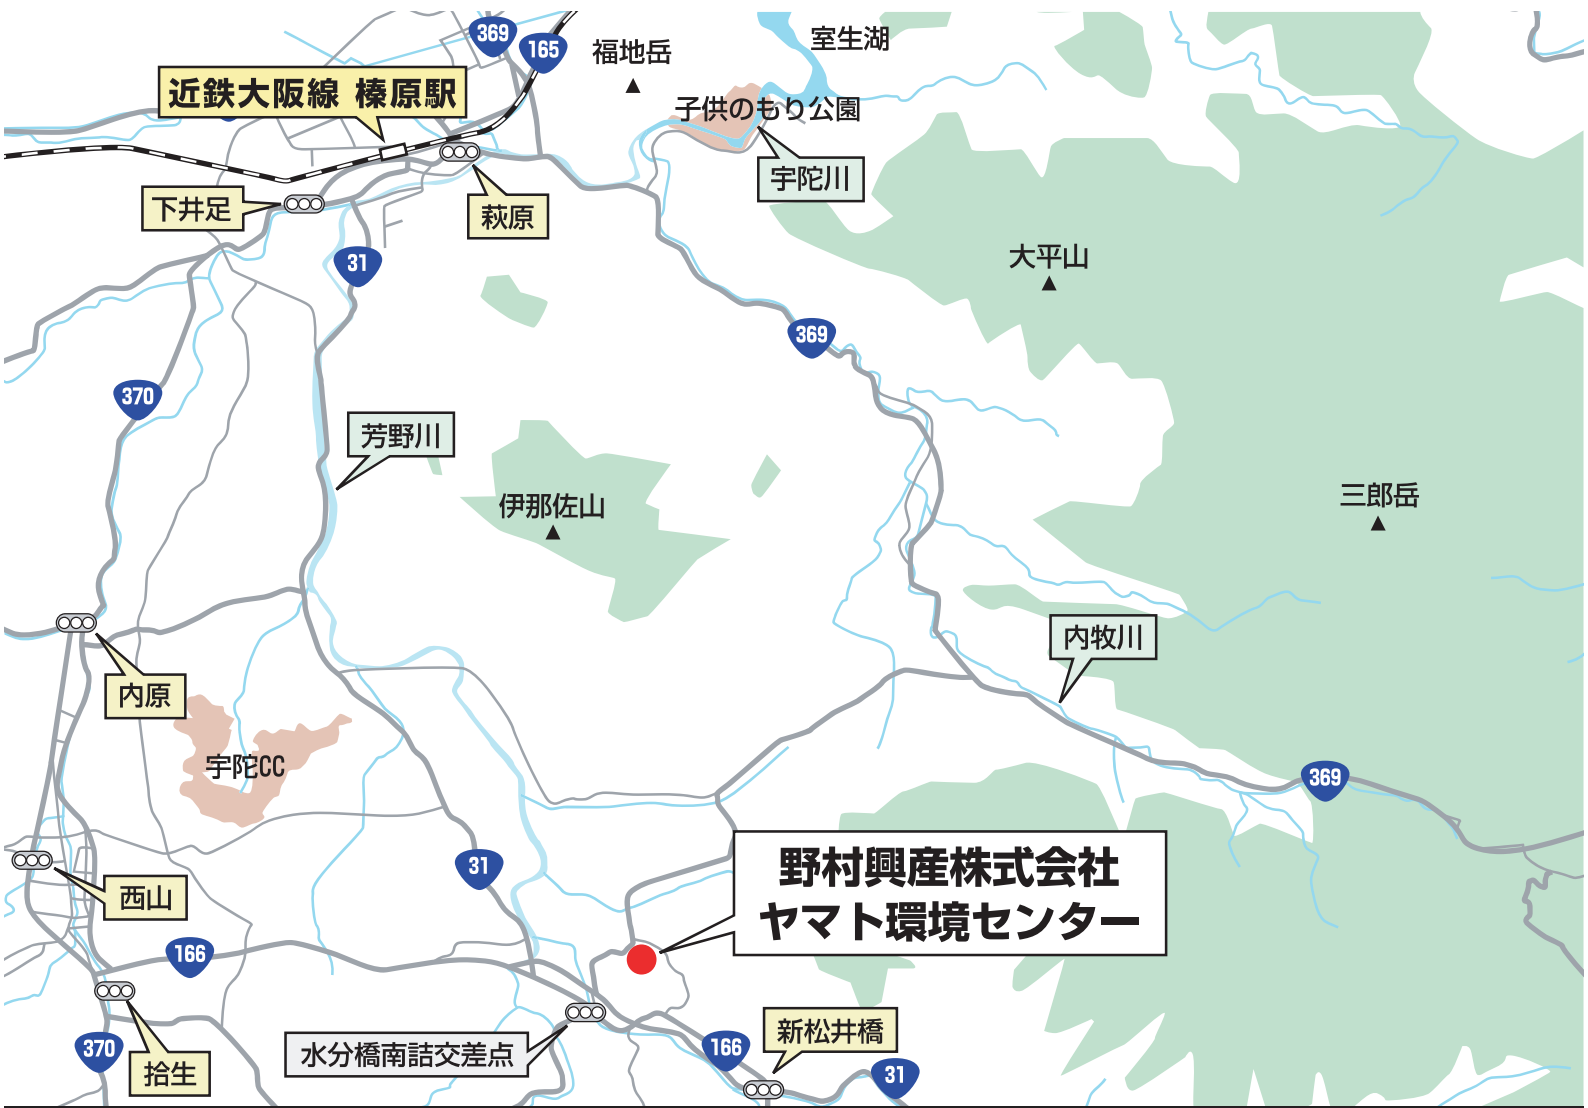 369
165
福地岳
室生湖
近鉄大阪線 榛原駅
子供のもり公園
宇陀川
下井足
萩原
31
大平山
369
370
芳野川
伊那佐山
三郎岳
内牧川
内原
宇陀CC
369
野村興産株式会社
ヤマト環境センター
31
西山
166
新松井橋
水分橋南詰交差点
166
370
拾生
31